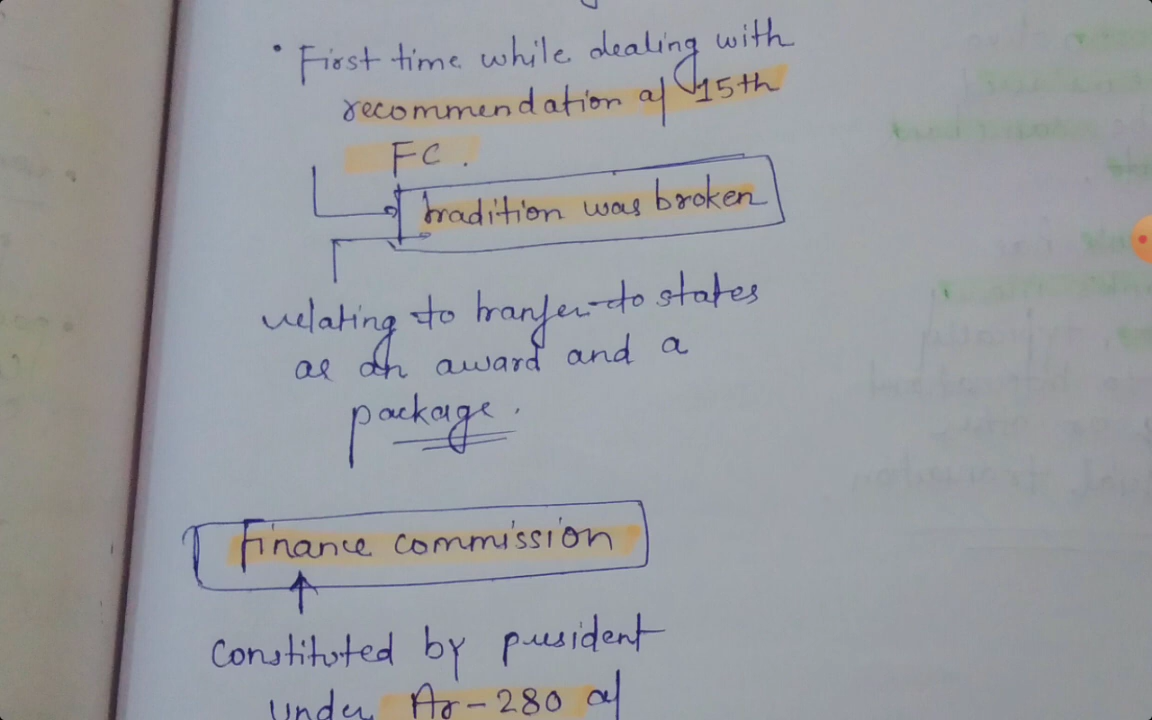 • First time while dealing with
recommendation of 15th
FC.
tradition was broken
relating to tranfer to states
as an award and a
package.
Finance commission
constituted by president
under Ar-280 of